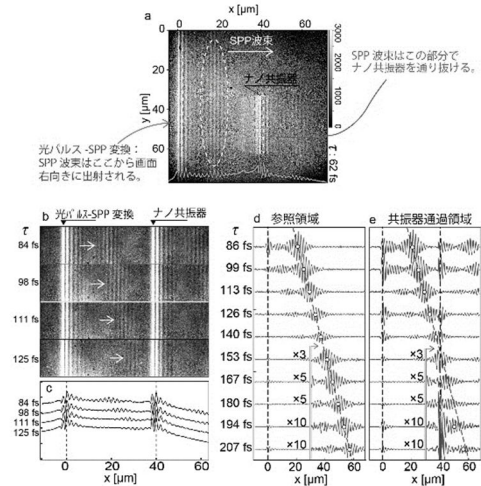 x [μm]
a
0 20 40 60
SPP波束
ナノ共振器
y [μm]
0
20
40
60
3000
2000
1000
0
τ : 62 fs
SPP 波束はこの部分で
ナノ共振器を通り抜ける。
光パルス -SPP 変換：
SPP 波束はここから画面
右向きに出射される。
b 光パルス-SPP 変換 ナノ共振器
τ
84 fs
98 fs
111 fs
125 fs
c
84 fs
98 fs
111 fs
125 fs
0 20 40 60
x [μm]
d 参照領域 e 共振器通過領域
τ
86 fs
99 fs
113 fs
126 fs
140 fs
153 fs ×3 ×3
167 fs ×5 ×5
180 fs ×5 ×5
194 fs ×10 ×10
207 fs ×10 ×10
0 20 40 60 0 20 40 60
x [μm] x [μm]